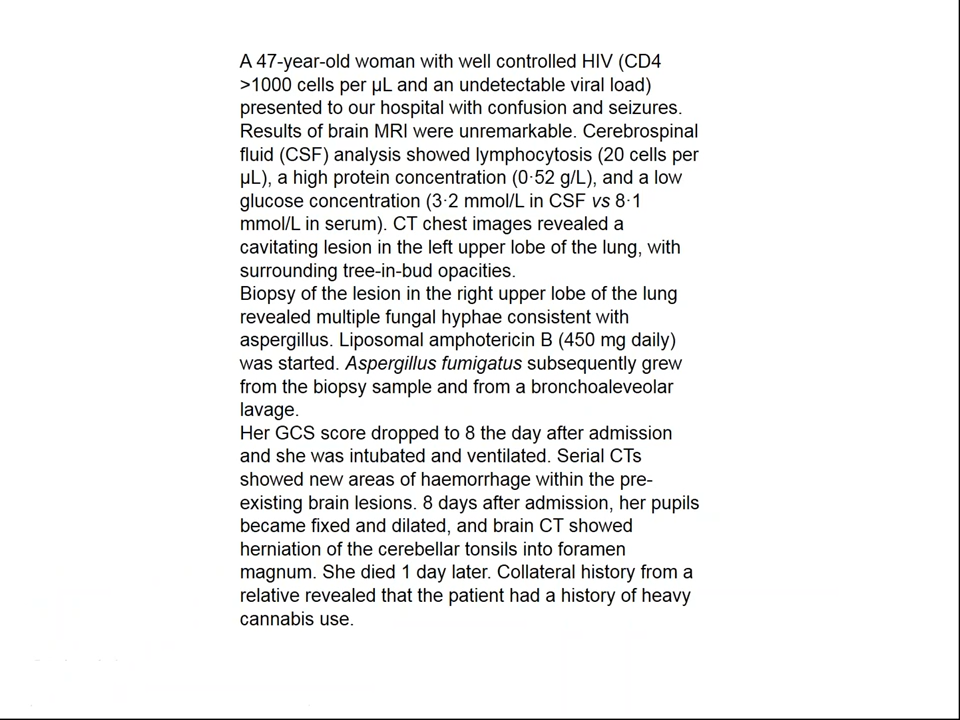 A 47-year-old woman with well controlled HIV (CD4
>1000 cells per µL and an undetectable viral load)
presented to our hospital with confusion and seizures.
Results of brain MRI were unremarkable. Cerebrospinal
fluid (CSF) analysis showed lymphocytosis (20 cells per
µL), a high protein concentration (0·52 g/L), and a low
glucose concentration (3·2 mmol/L in CSF vs 8·1
mmol/L in serum). CT chest images revealed a
cavitating lesion in the left upper lobe of the lung, with
surrounding tree-in-bud opacities.
Biopsy of the lesion in the right upper lobe of the lung
revealed multiple fungal hyphae consistent with
aspergillus. Liposomal amphotericin B (450 mg daily)
was started. Aspergillus fumigatus subsequently grew
from the biopsy sample and from a bronchoaleveolar
lavage.
Her GCS score dropped to 8 the day after admission
and she was intubated and ventilated. Serial CTs
showed new areas of haemorrhage within the pre-
existing brain lesions. 8 days after admission, her pupils
became fixed and dilated, and brain CT showed
herniation of the cerebellar tonsils into foramen
magnum. She died 1 day later. Collateral history from a
relative revealed that the patient had a history of heavy
cannabis use.